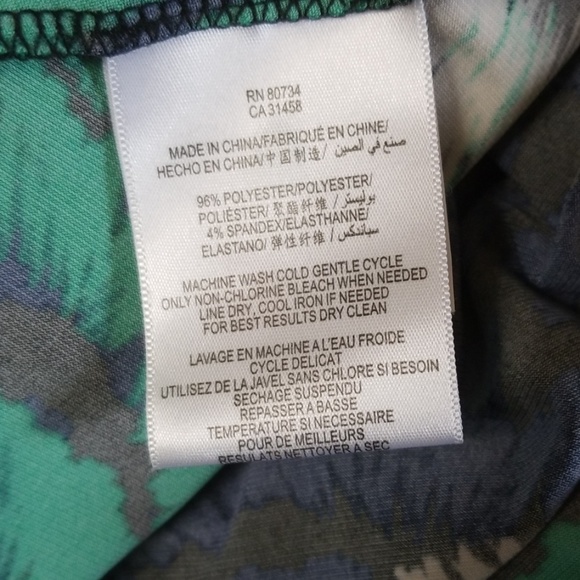 RN 80734
CA 31458
MADE IN CHINA/FABRIQUÉ EN CHINE/
HECHO EN CHINA/中国制造/ صنع في الصين
96% POLYESTER/POLYESTER/
POLIÉSTER/ 聚酯纤维 /بوليستر
4% SPANDEX/ELASTHANNE/
ELASTANO/ 弹性纤维 /سباندكس
MACHINE WASH COLD GENTLE CYCLE
ONLY NON-CHLORINE BLEACH WHEN NEEDED
LINE DRY, COOL IRON IF NEEDED
FOR BEST RESULTS DRY CLEAN
LAVAGE EN MACHINE A L'EAU FROIDE
CYCLE DELICAT
UTILISEZ DE LA JAVEL SANS CHLORE SI BESOIN
SECHAGE SUSPENDU
REPASSER A BASSE
TEMPERATURE SI NECESSAIRE
POUR DE MEILLEURS
RESULATS NETTOYER A SEC